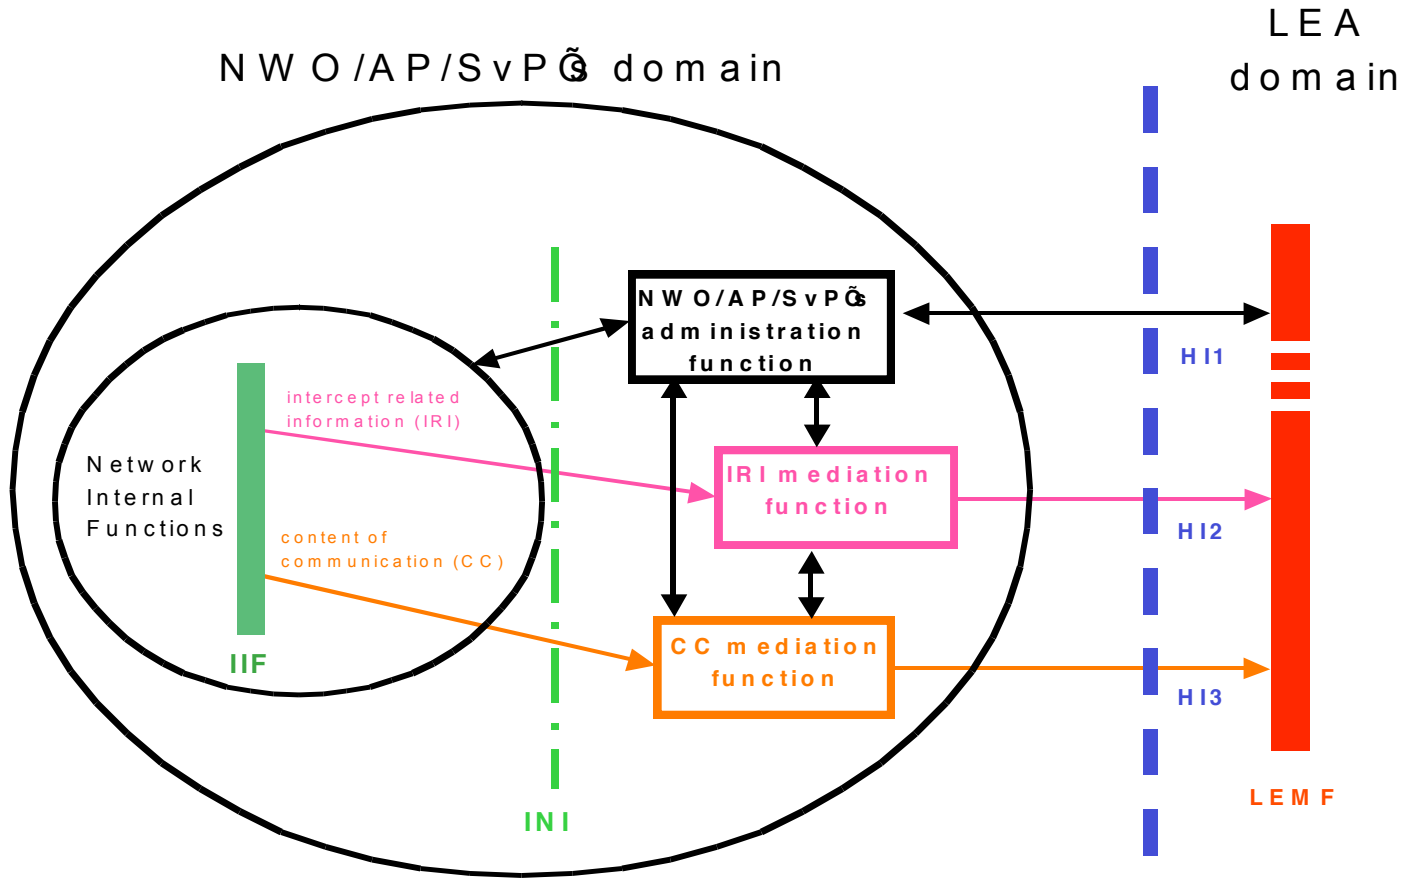 LEA
domain
NWO/AP/SvPÕs domain
NWO/AP/SvPÕs
administration
function
HI1
intercept related
information (IRI)
Network
Internal
Functions
IRI mediation
function
HI2
content of
communication (CC)
CC mediation
function
IIF
HI3
LEMF
INI